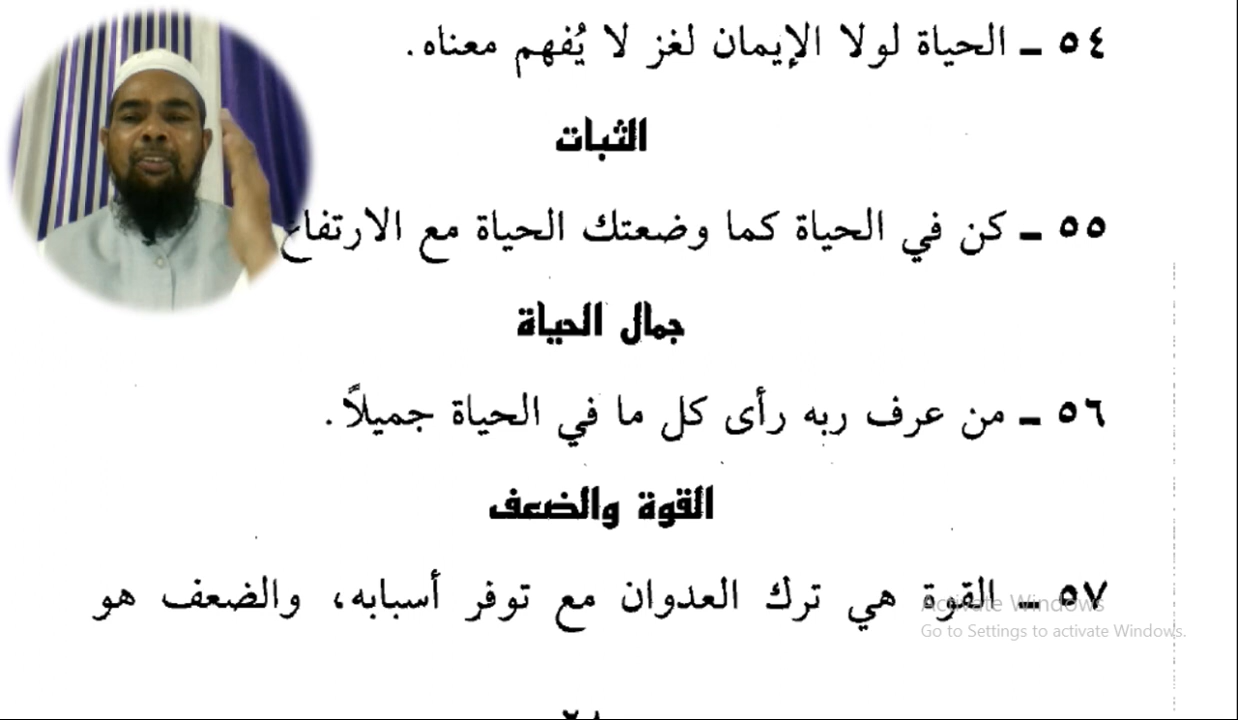 ٥٤ ـ الحياة لولا الإيمان لغز لا يُفهم معناه.
الثبات
٥٥ ـ كن في الحياة كما وضعتك الحياة مع الارتفاع
جمال الحياة
٥٦ ـ من عرف ربه رأى كل ما في الحياة جميلاً.
القوة والضعف
٥٧ ـ القوة هي ترك العدوان مع توفر أسبابه، والضعف هو
Activate Windows
Go to Settings to activate Windows.